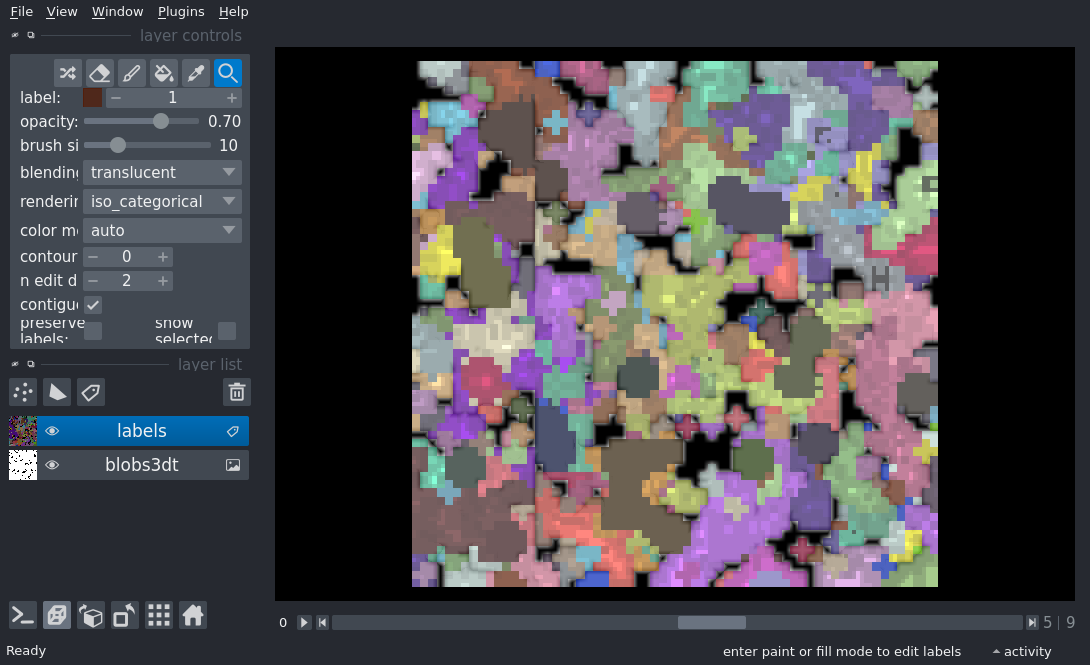 File View Window Plugins Help
layer controls
label: 1
opacity: 0.70
brush si 10
blending translucent
renderir iso_categorical
color m auto
contour 0
n edit d 2
contigu
preserve labels: show selected
layer list
labels
blobs3dt
0 5 9
Ready enter paint or fill mode to edit labels activity